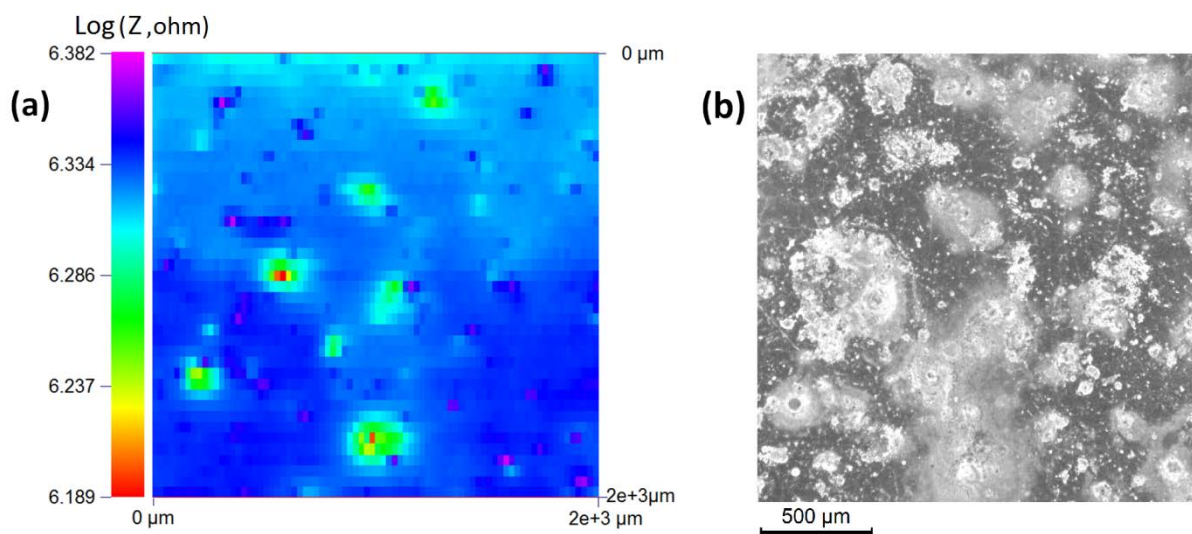 Log (Z ,ohm)
(a)
6.382
6.334
6.286
6.237
6.189
0 µm
2e+3µm
0 µm
2e+3 µm
(b)
500 µm